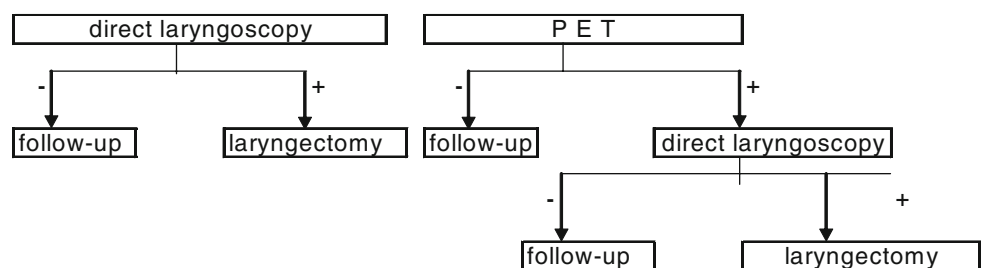 direct laryngoscopy
P E T
- +
- +
follow-up
laryngectomy
follow-up
direct laryngoscopy
- +
follow-up
laryngectomy